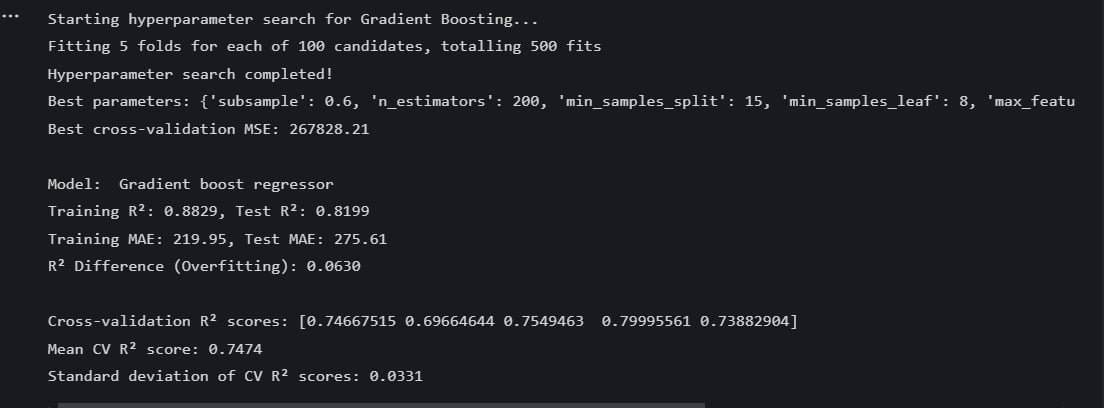 ...
Starting hyperparameter search for Gradient Boosting...
Fitting 5 folds for each of 100 candidates, totalling 500 fits
Hyperparameter search completed!
Best parameters: {'subsample': 0.6, 'n_estimators': 200, 'min_samples_split': 15, 'min_samples_leaf': 8, 'max_featu
Best cross-validation MSE: 267828.21
Model:  Gradient boost regressor
Training R²: 0.8829, Test R²: 0.8199
Training MAE: 219.95, Test MAE: 275.61
R² Difference (Overfitting): 0.0630
Cross-validation R² scores: [0.74667515 0.69664644 0.7549463  0.79995561 0.73882904]
Mean CV R² score: 0.7474
Standard deviation of CV R² scores: 0.0331